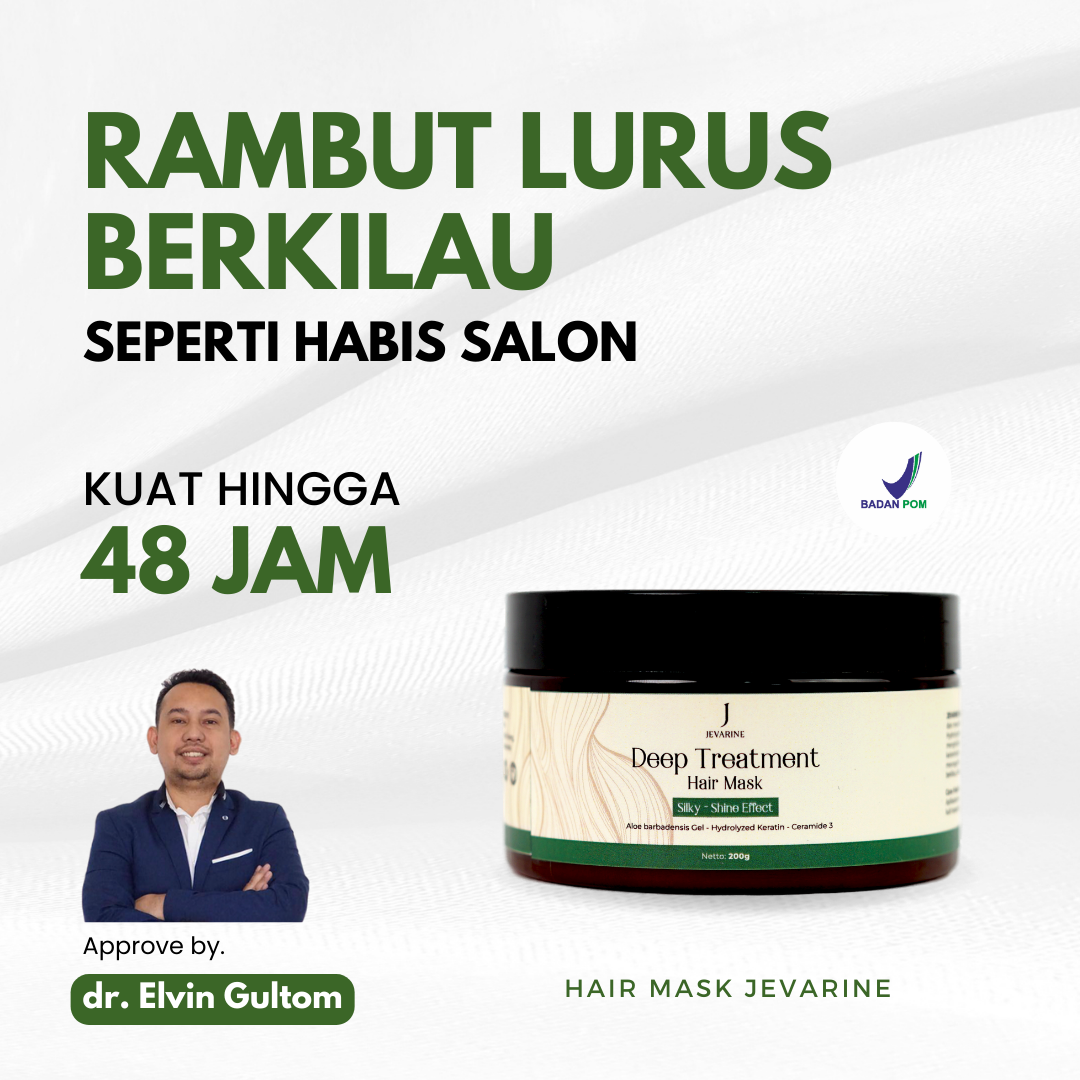 RAMBUT LURUS
BERKILAU
SEPERTI HABIS SALON
KUAT HINGGA
48 JAM
BADAN POM
J
JEVARINE
Deep Treatment
Hair Mask
Silky - Shine Effect
Aloe barbadensis Gel - Hydrolyzed Keratin - Ceramide 3
Netto: 200g
Approve by.
dr. Elvin Gultom
HAIR MASK JEVARINE